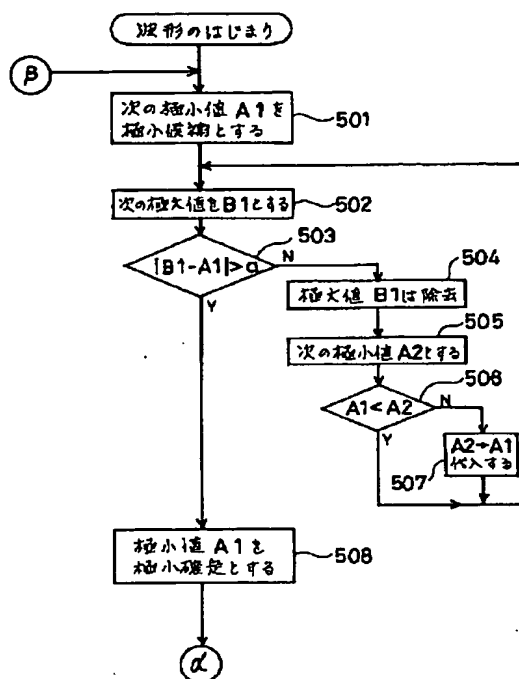 波形のはじまり
β
次の極小値 A1を
極小候補とする
501
次の極大値をB1とする
502
503
|B1-A1|>a
N
Y
504
極大値 B1は除去
505
次の極小値A2とする
506
A1<A2
N
Y
A2→A1
代入する
507
極小値 A1を
極小確定とする
508
α